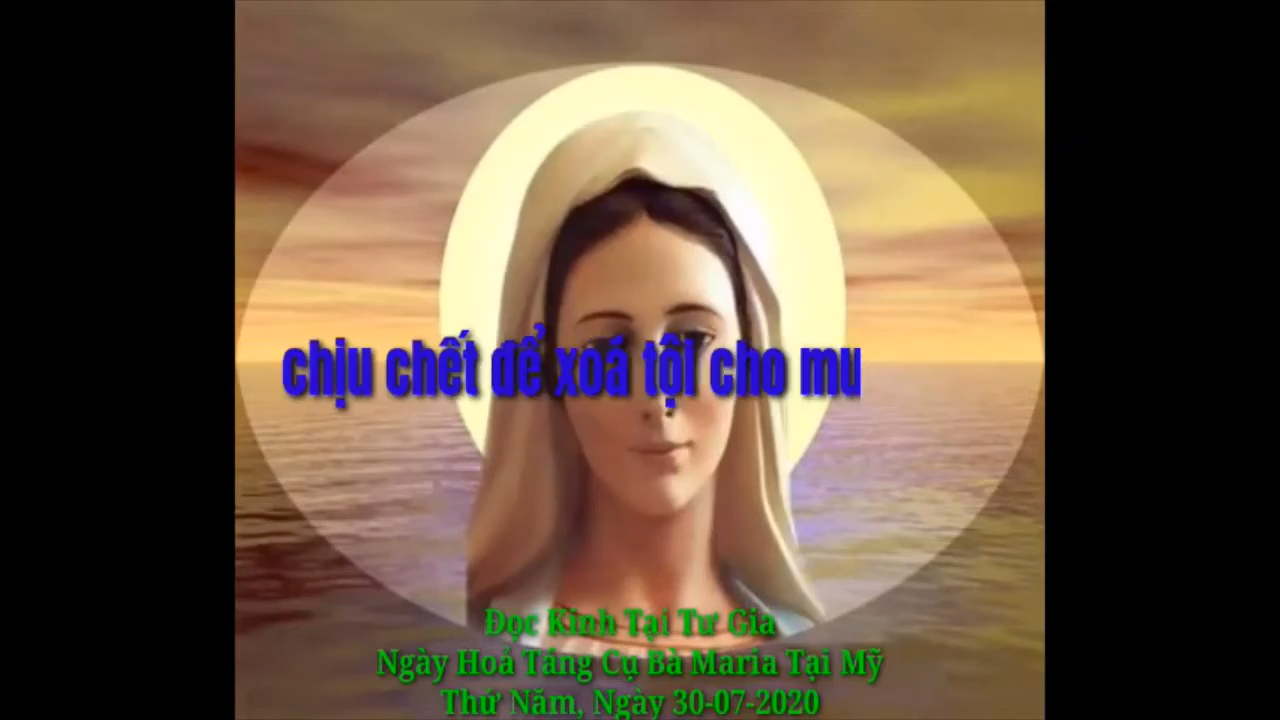 chịu chết để xoá tội cho mu
Đọc Kinh Tại Tư Gia
Ngày Hoả Táng Cụ Bà Maria Tại Mỹ
Thứ Năm, Ngày 30-07-2020